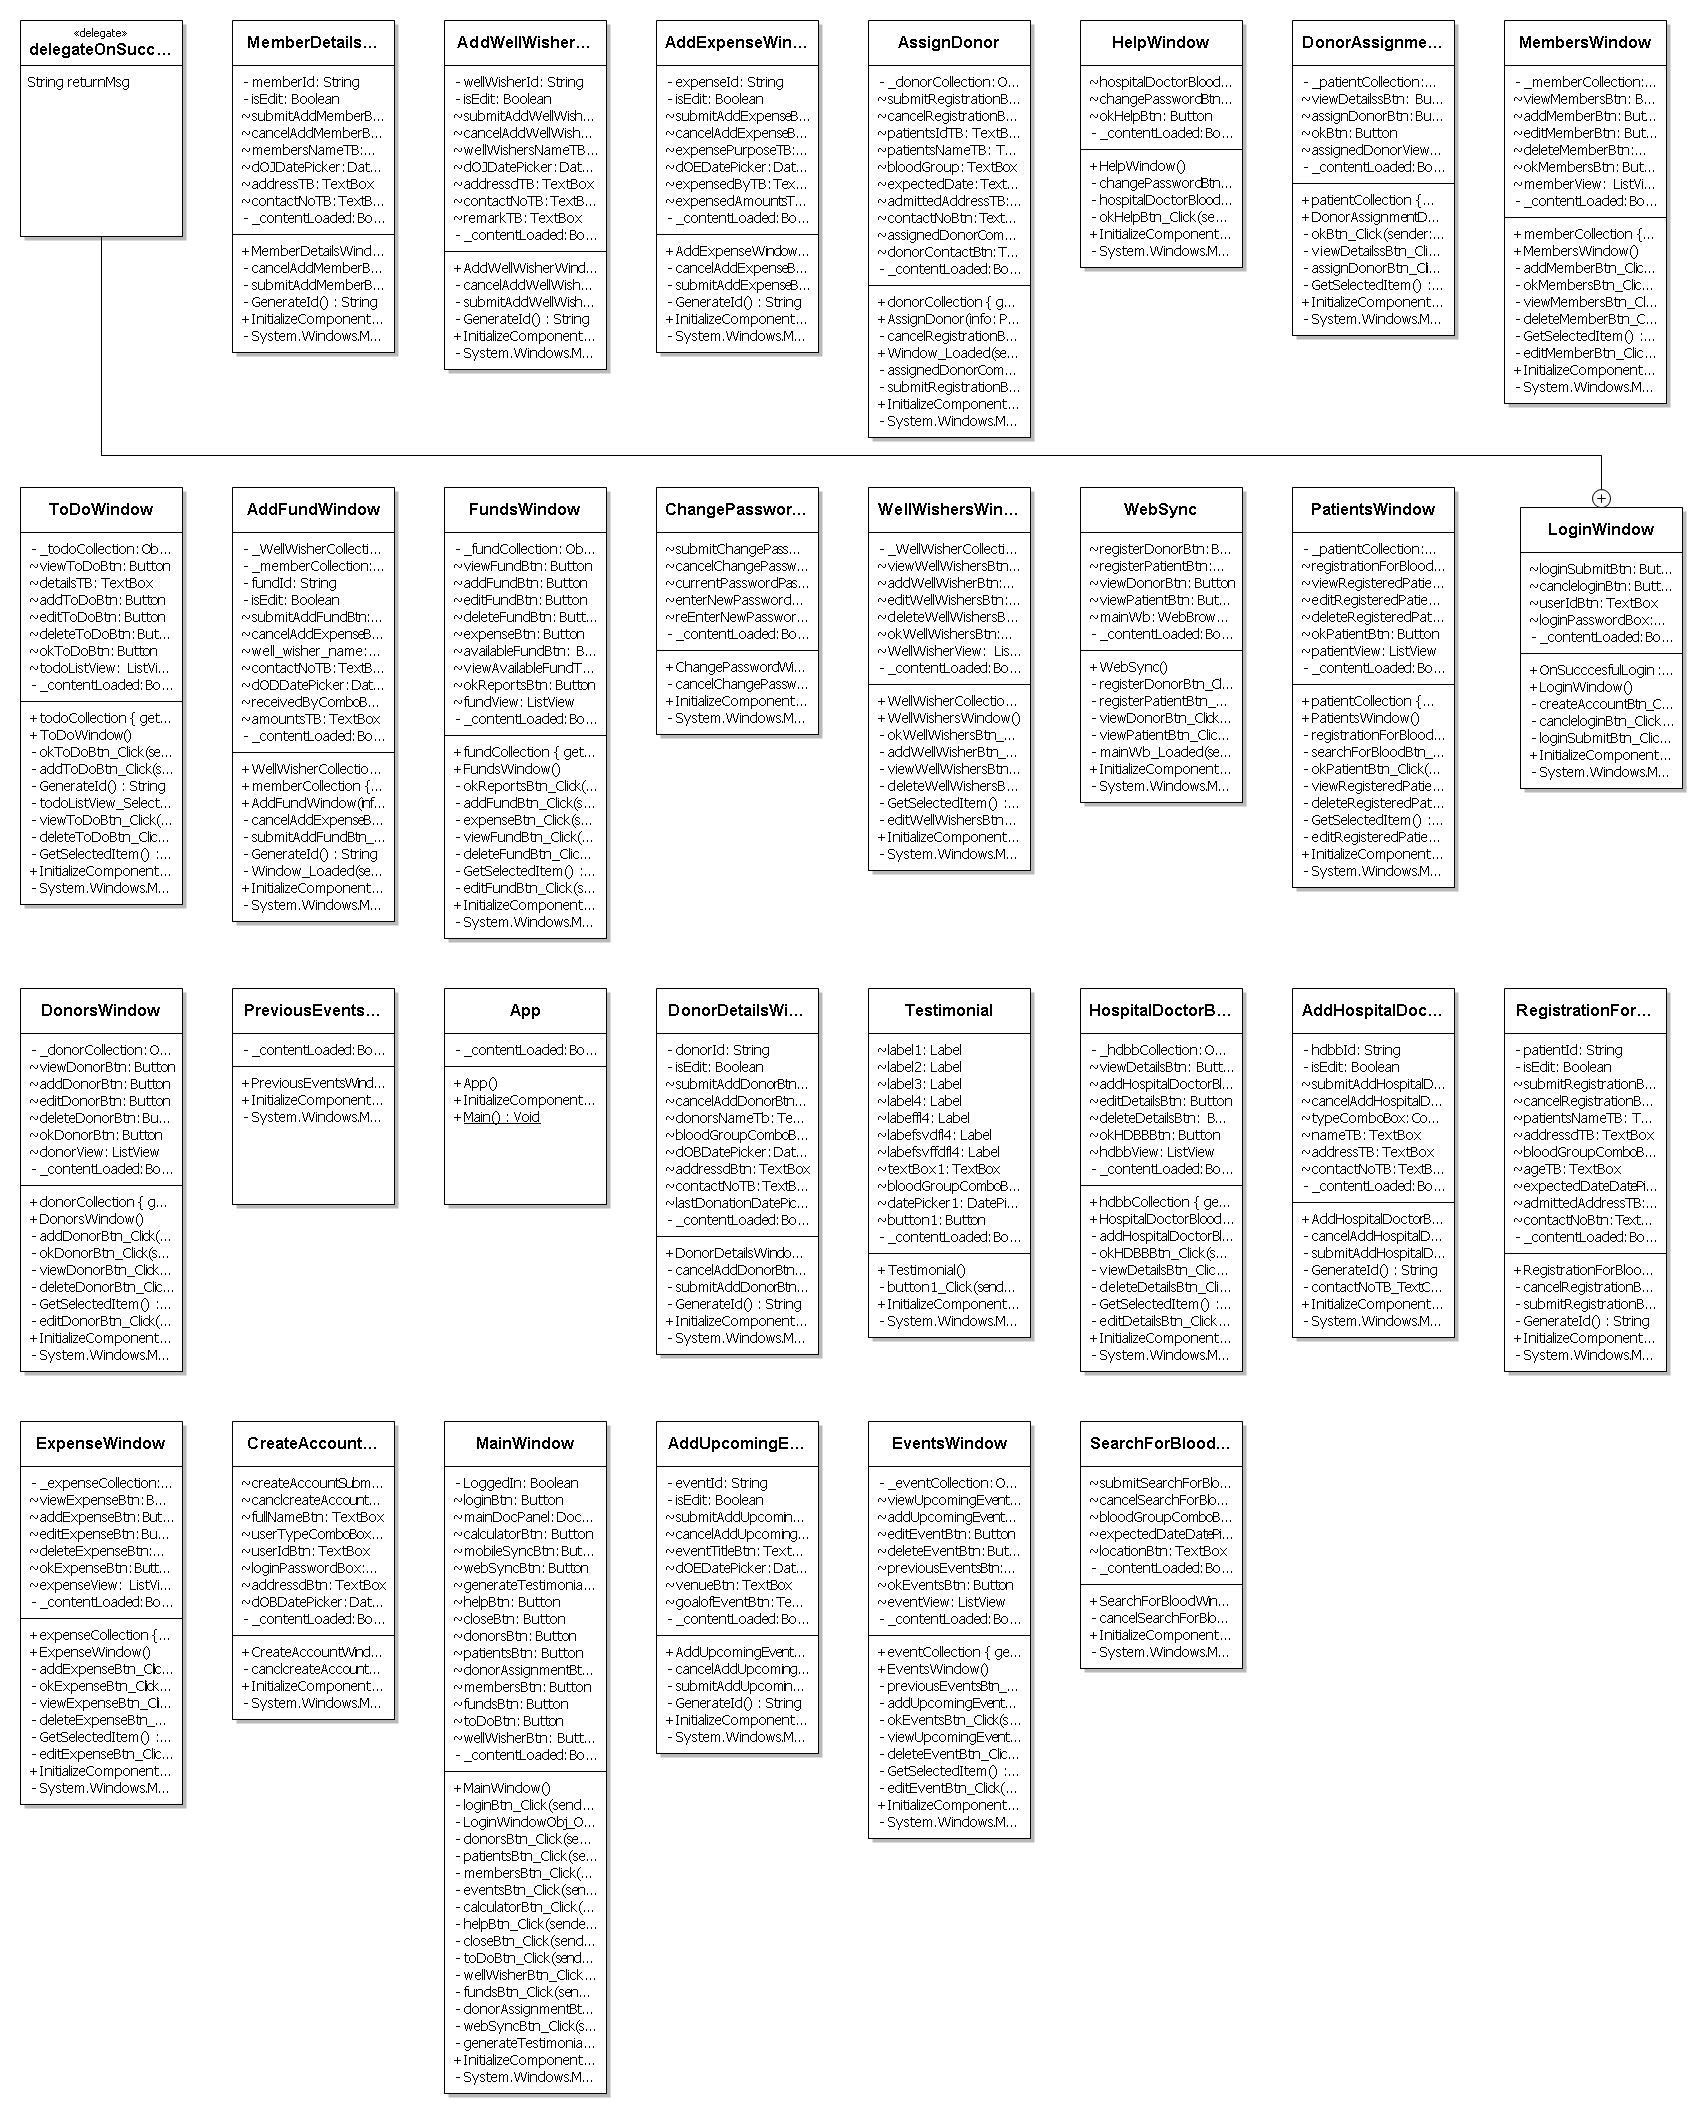 «delegate»
delegateOnSucc...
String returnMsg
MemberDetails...
- memberId: String
- isEdit: Boolean
~submitAddMemberB...
~cancelAddMemberB...
~membersNameTB:...
~dOJDatePicker: Dat...
~addressTB: TextBox
~contactNoTB: TextB...
- _contentLoaded: Bo...
+MemberDetailsWind...
- cancelAddMemberB...
- submitAddMemberB...
- GenerateId() : String
+InitializeComponent...
- System.Windows.M...
AddWellWisher...
- wellWisherId: String
- isEdit: Boolean
~submitAddWellWish...
~cancelAddWellWish...
~wellWishersNameTB...
~dOJDatePicker: Dat...
~addressdTB: TextBox
~contactNoTB: TextB...
~remarkTB: TextBox
- _contentLoaded: Bo...
+AddWellWisherWind...
- cancelAddWellWish...
- submitAddWellWish...
- GenerateId() : String
+InitializeComponent...
- System.Windows.M...
AddExpenseWin...
- expenseId: String
- isEdit: Boolean
~submitAddExpenseB...
~cancelAddExpenseB...
~expensePurposeTB...
~dOEDatePicker: Dat...
~expensedByTB: Tex...
~expensedAmountsT...
- _contentLoaded: Bo...
+AddExpenseWindow...
- cancelAddExpenseB...
- submitAddExpenseB...
- GenerateId() : String
+InitializeComponent...
- System.Windows.M...
AssignDonor
- _donorCollection: O...
~submitRegistrationB...
~cancelRegistrationB...
~patientsIdTB: TextB...
~patientsNameTB: T...
~bloodGroup: TextBox
~expectedDate: Text...
~admittedAddressTB:...
~contactNoBtn: Text...
~assignedDonorCom...
~donorContactBtn: T...
- _contentLoaded: Bo...
+donorCollection { g...
+AssignDonor(info: P...
- cancelRegistrationB...
+Window_Loaded(se...
- assignedDonorCom...
- submitRegistrationB...
+InitializeComponent...
- System.Windows.M...
HelpWindow
~hospitalDoctorBlood...
~changePasswordBtn...
~okHelpBtn: Button
- _contentLoaded: Bo...
+HelpWindow()
- changePasswordBtn...
- hospitalDoctorBlood...
- okHelpBtn_Click(se...
+InitializeComponent...
- System.Windows.M...
DonorAssignme...
- _patientCollection:...
~viewDetailssBtn: Bu...
~assignDonorBtn: Bu...
~okBtn: Button
~assignedDonorView...
- _contentLoaded: Bo...
+patientCollection {...
+DonorAssignmentD...
- okBtn_Click(sender:...
- viewDetailssBtn_Cli...
- assignDonorBtn_Cli...
- GetSelectedItem() :...
+InitializeComponent...
- System.Windows.M...
MembersWindow
- _memberCollection:...
~viewMembersBtn: B...
~addMemberBtn: But...
~editMemberBtn: But...
~deleteMemberBtn:...
~okMembersBtn: But...
~memberView: ListVi...
- _contentLoaded: Bo...
+memberCollection {...
+MembersWindow()
- addMemberBtn_Clic...
- okMembersBtn_Clic...
- viewMembersBtn_Cl...
- deleteMemberBtn_C...
- GetSelectedItem() :...
- editMemberBtn_Clic...
+InitializeComponent...
- System.Windows.M...
ToDoWindow
- _todoCollection: Ob...
~viewToDoBtn: Button
~detailsTB: TextBox
~addToDoBtn: Button
~editToDoBtn: Button
~deleteToDoBtn: But...
~okToDoBtn: Button
~todoListView: ListVi...
- _contentLoaded: Bo...
+todoCollection { get...
+ToDoWindow()
- okToDoBtn_Click(se...
- addToDoBtn_Click(s...
- GenerateId() : String
- todoListView_Select...
- viewToDoBtn_Click(...
- deleteToDoBtn_Clic...
- GetSelectedItem() :...
+InitializeComponent...
- System.Windows.M...
AddFundWindow
- _WellWisherCollecti...
- _memberCollection:...
- fundId: String
- isEdit: Boolean
~submitAddFundBtn:...
~cancelAddExpenseB...
~well_wisher_name:...
~contactNoTB: TextB...
~dODDatePicker: Dat...
~receivedByComboB...
~amountsTB: TextBox
- _contentLoaded: Bo...
+WellWisherCollectio...
+memberCollection {...
+AddFundWindow(inf...
- cancelAddExpenseB...
- submitAddFundBtn_...
- GenerateId() : String
- Window_Loaded(se...
+InitializeComponent...
- System.Windows.M...
FundsWindow
- _fundCollection: Ob...
~viewFundBtn: Button
~addFundBtn: Button
~editFundBtn: Button
~deleteFundBtn: Butt...
~expenseBtn: Button
~availableFundBtn: B...
~viewAvailableFundT...
~okReportsBtn: Button
~fundView: ListView
- _contentLoaded: Bo...
+fundCollection { get...
+FundsWindow()
- okReportsBtn_Click(...
- addFundBtn_Click(s...
- expenseBtn_Click(s...
- viewFundBtn_Click(...
- deleteFundBtn_Clic...
- GetSelectedItem() :...
- editFundBtn_Click(s...
+InitializeComponent...
- System.Windows.M...
ChangePasswor...
~submitChangePass...
~cancelChangePassw...
~currentPasswordPas...
~enterNewPassword...
~reEnterNewPasswor...
- _contentLoaded: Bo...
+ChangePasswordWi...
- cancelChangePassw...
+InitializeComponent...
- System.Windows.M...
WellWishersWin...
- _WellWisherCollecti...
~viewWellWishersBtn...
~addWellWisherBtn:...
~editWellWishersBtn:...
~deleteWellWishersB...
~okWellWishersBtn:...
~WellWisherView: Lis...
- _contentLoaded: Bo...
+WellWisherCollectio...
+WellWishersWindow()
- okWellWishersBtn_...
- addWellWisherBtn_...
- viewWellWishersBtn...
- deleteWellWishersB...
- GetSelectedItem() :...
- editWellWishersBtn...
+InitializeComponent...
- System.Windows.M...
WebSync
~registerDonorBtn: B...
~registerPatientBtn:...
~viewDonorBtn: Button
~viewPatientBtn: But...
~mainWb: WebBrow...
- _contentLoaded: Bo...
+WebSync()
- registerDonorBtn_Cl...
- registerPatientBtn_...
- viewDonorBtn_Click...
- viewPatientBtn_Clic...
- mainWb_Loaded(se...
+InitializeComponent...
- System.Windows.M...
PatientsWindow
- _patientCollection:...
~registrationForBlood...
~viewRegisteredPatie...
~editRegisteredPatie...
~deleteRegisteredPat...
~okPatientBtn: Button
~patientView: ListView
- _contentLoaded: Bo...
+patientCollection {...
+PatientsWindow()
- registrationForBlood...
- searchForBloodBtn_...
- okPatientBtn_Click(...
- viewRegisteredPatie...
- deleteRegisteredPat...
- GetSelectedItem() :...
- editRegisteredPatie...
+InitializeComponent...
- System.Windows.M...
LoginWindow
~loginSubmitBtn: But...
~cancleloginBtn: Butt...
~userIdBtn: TextBox
~loginPasswordBox:...
- _contentLoaded: Bo...
+OnSucccesfulLogin :...
+LoginWindow()
- createAccountBtn_C...
- cancleloginBtn_Click...
- loginSubmitBtn_Clic...
+InitializeComponent...
- System.Windows.M...
DonorsWindow
- _donorCollection: O...
~viewDonorBtn: Button
~addDonorBtn: Button
~editDonorBtn: Button
~deleteDonorBtn: Bu...
~okDonorBtn: Button
~donorView: ListView
- _contentLoaded: Bo...
+donorCollection { g...
+DonorsWindow()
- addDonorBtn_Click(...
- okDonorBtn_Click(s...
- viewDonorBtn_Click...
- deleteDonorBtn_Clic...
- GetSelectedItem() :...
- editDonorBtn_Click(...
+InitializeComponent...
- System.Windows.M...
PreviousEvents...
- _contentLoaded: Bo...
+PreviousEventsWind...
+InitializeComponent...
- System.Windows.M...
App
- _contentLoaded: Bo...
+App()
+InitializeComponent...
+Main() : Void
DonorDetailsWi...
- donorId: String
- isEdit: Boolean
~submitAddDonorBtn...
~cancelAddDonorBtn...
~donorsNameTb: Te...
~bloodGroupComboB...
~dOBDatePicker: Dat...
~addressdBtn: TextBox
~contactNoTB: TextB...
~lastDonationDatePic...
- _contentLoaded: Bo...
+DonorDetailsWindo...
- cancelAddDonorBtn...
- submitAddDonorBtn...
- GenerateId() : String
+InitializeComponent...
- System.Windows.M...
Testimonial
~label1: Label
~label2: Label
~label3: Label
~label4: Label
~labeffl4: Label
~labefsvdfl4: Label
~labefsvffdfl4: Label
~textBox1: TextBox
~bloodGroupComboB...
~datePicker1: DatePi...
~button1: Button
- _contentLoaded: Bo...
+Testimonial()
- button1_Click(send...
+InitializeComponent...
- System.Windows.M...
HospitalDoctorB...
- _hdbbCollection: O...
~viewDetailsBtn: Butt...
~addHospitalDoctorBl...
~editDetailsBtn: Button
~deleteDetailsBtn: B...
~okHDBBBtn: Button
~hdbbView: ListView
- _contentLoaded: Bo...
+hdbbCollection { ge...
+HospitalDoctorBlood...
- addHospitalDoctorBl...
- okHDBBBtn_Click(s...
- viewDetailsBtn_Clic...
- deleteDetailsBtn_Cli...
- GetSelectedItem() :...
- editDetailsBtn_Click...
+InitializeComponent...
- System.Windows.M...
AddHospitalDoc...
- hdbbId: String
- isEdit: Boolean
~submitAddHospitalD...
~cancelAddHospitalD...
~typeComboBox: Co...
~nameTB: TextBox
~addressTB: TextBox
~contactNoTB: TextB...
- _contentLoaded: Bo...
+AddHospitalDoctorB...
- cancelAddHospitalD...
- submitAddHospitalD...
- GenerateId() : String
- contactNoTB_TextC...
+InitializeComponent...
- System.Windows.M...
RegistrationFor...
- patientId: String
- isEdit: Boolean
~submitRegistrationB...
~cancelRegistrationB...
~patientsNameTB: T...
~addressdTB: TextBox
~bloodGroupComboB...
~ageTB: TextBox
~expectedDateDatePi...
~admittedAddressTB:...
~contactNoBtn: Text...
- _contentLoaded: Bo...
+RegistrationForBloo...
- cancelRegistrationB...
- submitRegistrationB...
- GenerateId() : String
+InitializeComponent...
- System.Windows.M...
ExpenseWindow
- _expenseCollection:...
~viewExpenseBtn: B...
~addExpenseBtn: But...
~editExpenseBtn: Bu...
~deleteExpenseBtn:...
~okExpenseBtn: Butt...
~expenseView: ListVi...
- _contentLoaded: Bo...
+expenseCollection {...
+ExpenseWindow()
- addExpenseBtn_Clic...
- okExpenseBtn_Click...
- viewExpenseBtn_Cli...
- deleteExpenseBtn_...
- GetSelectedItem() :...
- editExpenseBtn_Clic...
+InitializeComponent...
- System.Windows.M...
CreateAccount...
~createAccountSubm...
~canclcreateAccount...
~fullNameBtn: TextBox
~userTypeComboBox...
~userIdBtn: TextBox
~loginPasswordBox:...
~addressdBtn: TextBox
~dOBDatePicker: Dat...
- _contentLoaded: Bo...
+CreateAccountWind...
- canclcreateAccount...
+InitializeComponent...
- System.Windows.M...
MainWindow
- LoggedIn: Boolean
~loginBtn: Button
~mainDocPanel: Doc...
~calculatorBtn: Button
~mobileSyncBtn: But...
~webSyncBtn: Button
~generateTestimonia...
~helpBtn: Button
~closeBtn: Button
~donorsBtn: Button
~patientsBtn: Button
~donorAssignmentBt...
~membersBtn: Button
~fundsBtn: Button
~toDoBtn: Button
~wellWisherBtn: Butt...
- _contentLoaded: Bo...
+MainWindow()
- loginBtn_Click(send...
- LoginWindowObj_O...
- donorsBtn_Click(se...
- patientsBtn_Click(se...
- membersBtn_Click(...
- eventsBtn_Click(sen...
- calculatorBtn_Click(...
- helpBtn_Click(sende...
- closeBtn_Click(send...
- toDoBtn_Click(send...
- wellWisherBtn_Click...
- fundsBtn_Click(sen...
- donorAssignmentBt...
- webSyncBtn_Click(s...
- generateTestimonia...
+InitializeComponent...
- System.Windows.M...
AddUpcomingE...
- eventId: String
- isEdit: Boolean
~submitAddUpcomin...
~cancelAddUpcoming...
~eventTitleBtn: Text...
~dOEDatePicker: Dat...
~venueBtn: TextBox
~goalofEventBtn: Te...
- _contentLoaded: Bo...
+AddUpcomingEvent...
- cancelAddUpcoming...
- submitAddUpcomin...
- GenerateId() : String
+InitializeComponent...
- System.Windows.M...
EventsWindow
- _eventCollection: O...
~viewUpcomingEvent...
~addUpcomingEvent...
~editEventBtn: Button
~deleteEventBtn: But...
~previousEventsBtn:...
~okEventsBtn: Button
~eventView: ListView
- _contentLoaded: Bo...
+eventCollection { ge...
+EventsWindow()
- previousEventsBtn_...
- addUpcomingEvent...
- okEventsBtn_Click(s...
- viewUpcomingEvent...
- deleteEventBtn_Clic...
- GetSelectedItem() :...
- editEventBtn_Click(...
+InitializeComponent...
- System.Windows.M...
SearchForBlood...
~submitSearchForBlo...
~cancelSearchForBlo...
~bloodGroupComboB...
~expectedDateDatePi...
~locationBtn: TextBox
- _contentLoaded: Bo...
+SearchForBloodWin...
- cancelSearchForBlo...
+InitializeComponent...
- System.Windows.M...